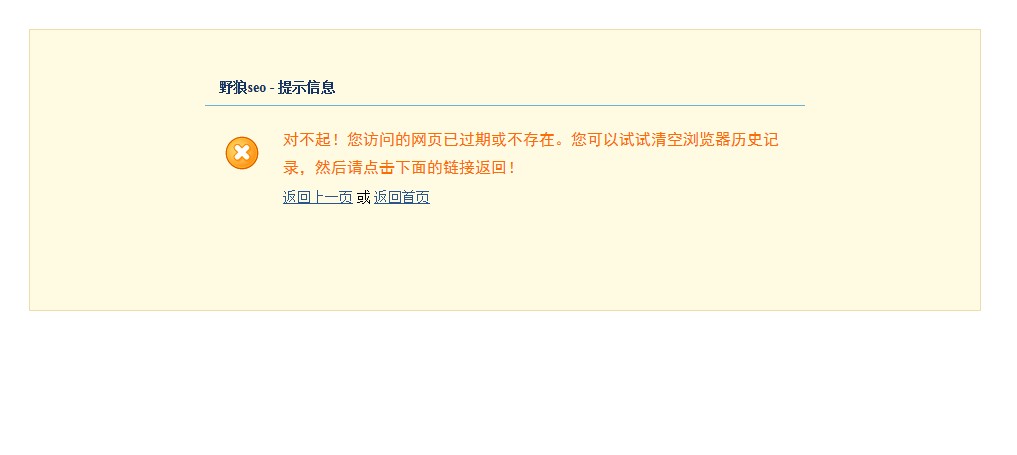 野狼seo - 提示信息
对不起！您访问的网页已过期或不存在。您可以试试清空浏览器历史记
录，然后请点击下面的链接返回！
返回上一页 或 返回首页